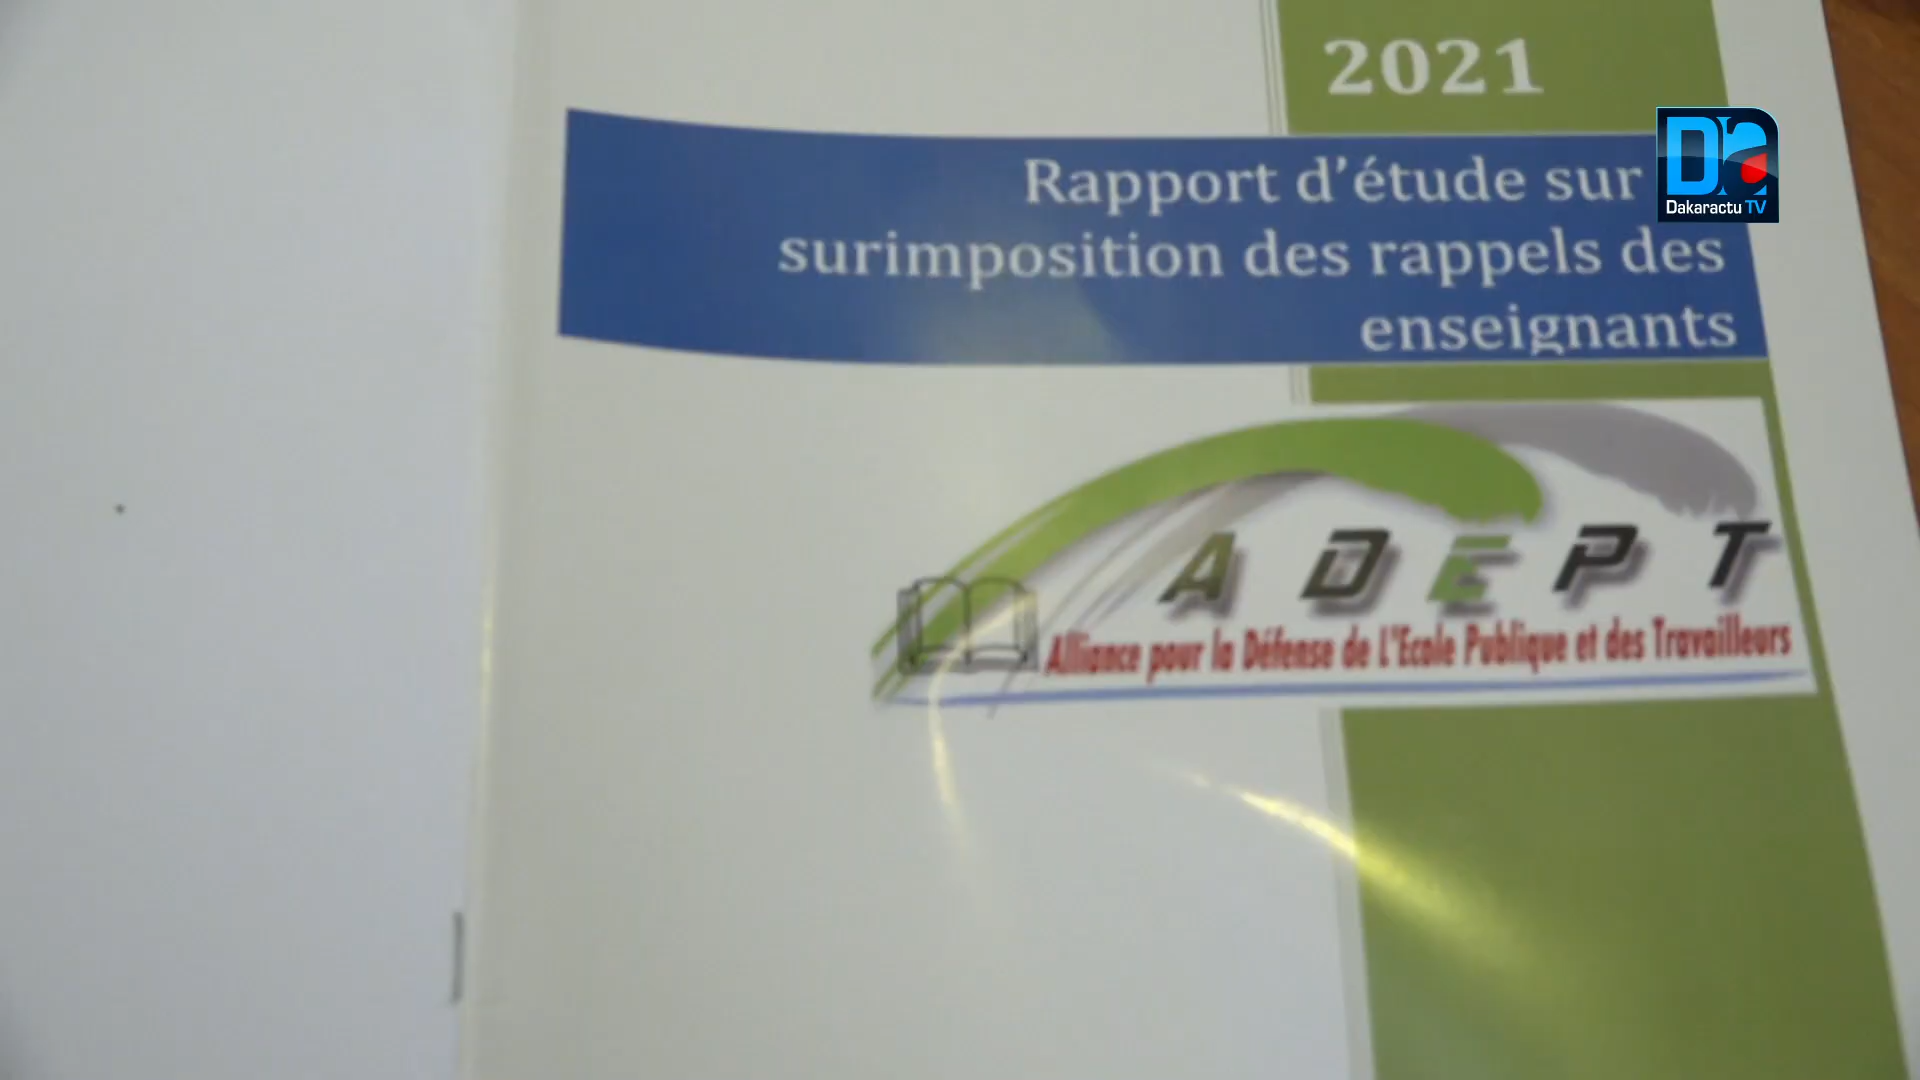 2021
Rapport d'étude sur
surimposition des rappels des
enseignants
Dakaractu TV
ADEPT
Alliance pour la Défense de L'Ecole Publique et des Travailleurs